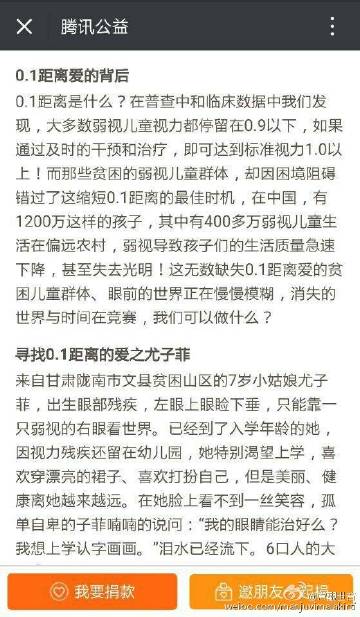 腾讯公益
0.1距离爱的背后
0.1距离是什么？在普查中和临床数据中我们发
现，大多数弱视儿童视力都停留在0.9以下，如果
通过及时的干预和治疗，即可达到标准视力1.0以
上！而那些贫困的弱视儿童群体，却因困境阻碍
错过了这缩短0.1距离的最佳时机，在中国，有
1200万这样的孩子，其中有400多万弱视儿童生
活在偏远农村，弱视导致孩子们的生活质量急速
下降，甚至失去光明！这无数缺失0.1距离爱的贫
困儿童群体、眼前的世界正在慢慢模糊，消失的
世界与时间在竞赛，我们可以做什么？
寻找0.1距离的爱之尤子菲
来自甘肃陇南市文县贫困山区的7岁小姑娘尤子
菲，出生眼部残疾，左眼上眼睑下垂，只能靠一
只弱视的右眼看世界。已经到了入学年龄的她，
因视力残疾还留在幼儿园，她特别渴望上学，喜
欢穿漂亮的裙子、喜欢打扮自己，但是美丽、健
康离她越来越远。在她脸上看不到一丝笑容，孤
单自卑的子菲喃喃的说问：“我的眼睛能治好么？
我想上学认字画画。”泪水已经流下。6口人的大
我要捐款
邀朋友
捐